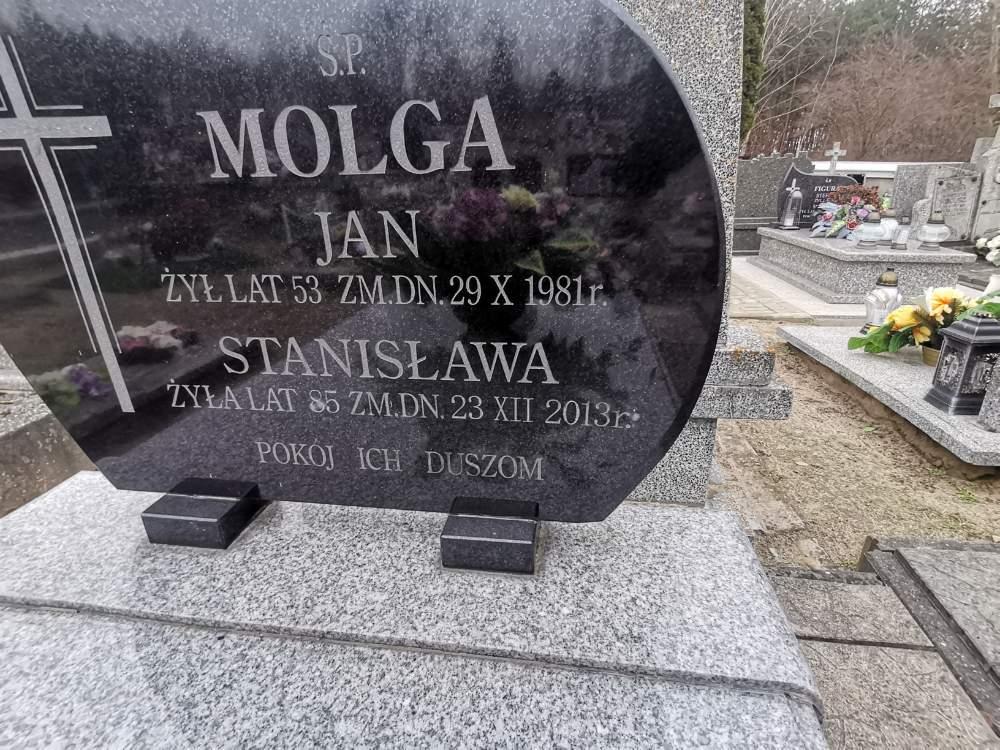 Ś.P.
MOLGA
JAN
ŻYŁ LAT 53 ZM.DN. 29 X 1981r.
STANISŁAWA
ŻYŁA LAT 85 ZM.DN. 23 XII 2013r.
POKÓJ ICH DUSZOM
FIGURA